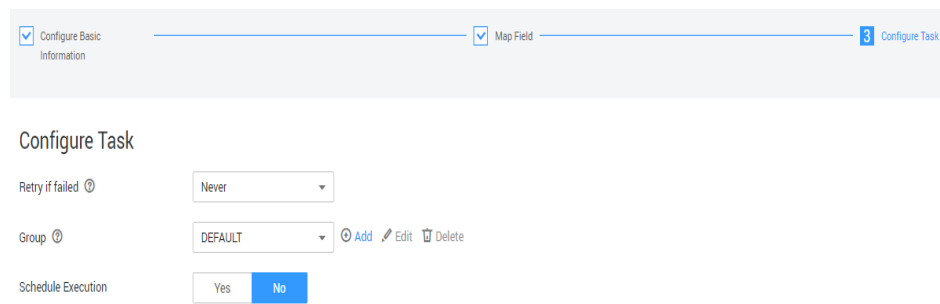 Configure Basic Information
Map Field
3 Configure Task
Configure Task
Retry if failed Never
Group DEFAULT Add Edit Delete
Schedule Execution Yes No